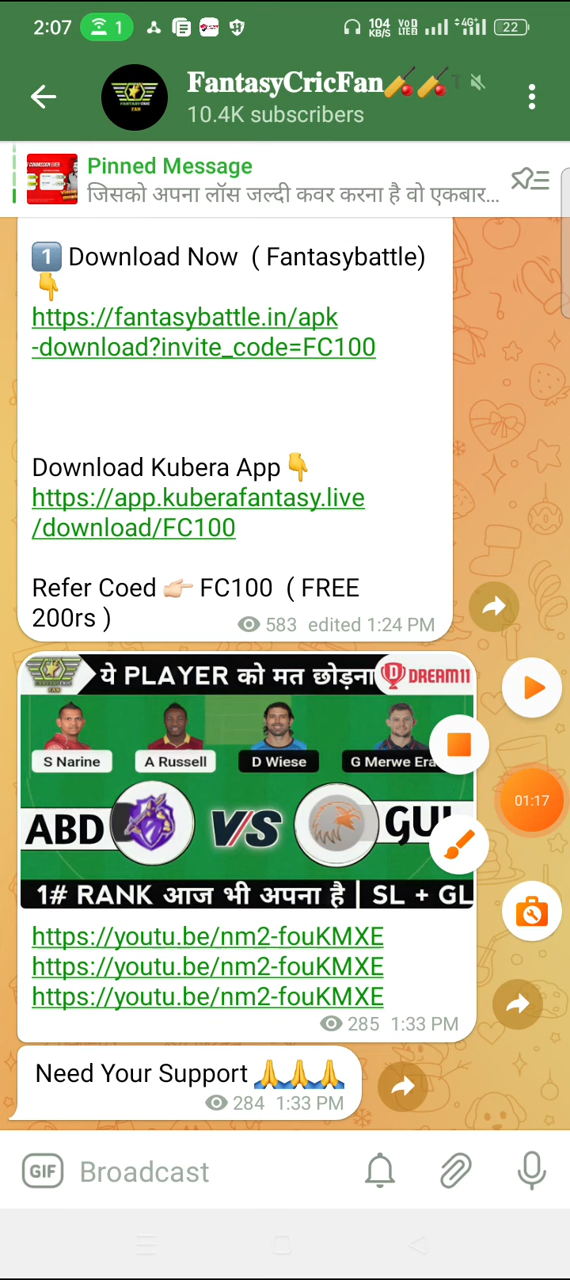 2:07
1
104
KB/S
VoD
LTE2
4G
22
FantasyCricFan
10.4K subscribers
Pinned Message
जिसको अपना लॉस जल्दी कवर करना है वो एकबार...
1 Download Now ( Fantasybattle)
👇
https://fantasybattle.in/apk
-download?invite_code=FC100
Download Kubera App 👇
https://app.kuberafantasy.live
/download/FC100
Refer Coed 👉🏻 FC100 ( FREE
200rs )
583 edited 1:24 PM
ये PLAYER को मत छोड़ना
DREAM11
S Narine
A Russell
D Wiese
G Merwe Era
ABD
VS
GUL
1# RANK आज भी अपना है | SL + GL
01:17
https://youtu.be/nm2-fouKMXE
https://youtu.be/nm2-fouKMXE
https://youtu.be/nm2-fouKMXE
285 1:33 PM
Need Your Support 🙏🙏🙏
284 1:33 PM
GIF
Broadcast